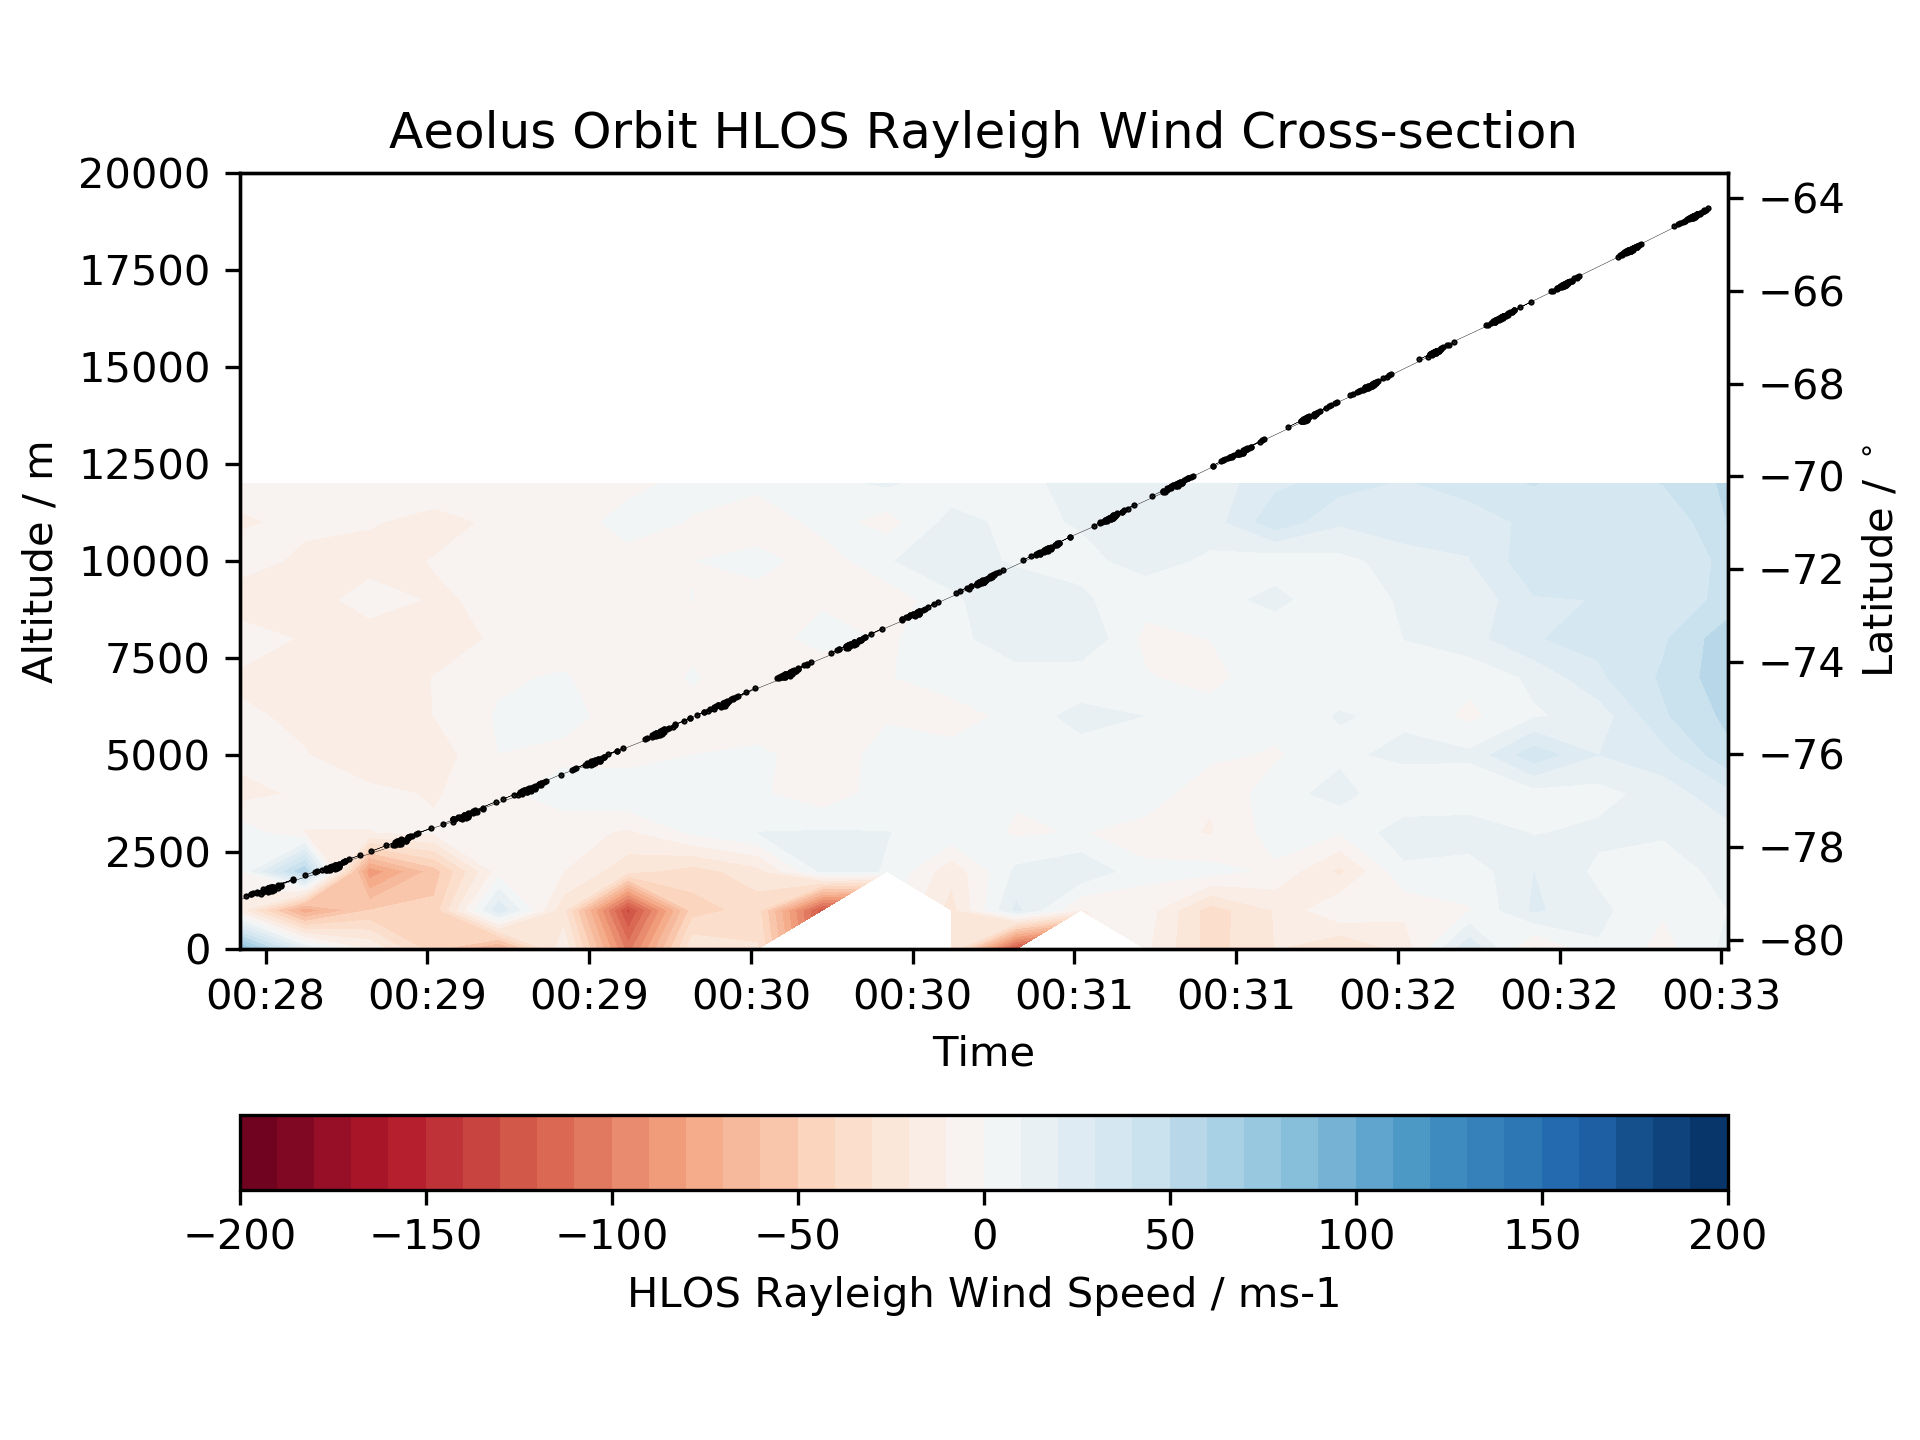 Aeolus Orbit HLOS Rayleigh Wind Cross-section
20000
17500
15000
12500
10000
7500
5000
2500
0
Altitude / m
−64
−66
−68
−70
−72
−74
−76
−78
−80
Latitude / °
00:28 00:29 00:29 00:30 00:30 00:31 00:31 00:32 00:32 00:33
Time
−200 −150 −100 −50 0 50 100 150 200
HLOS Rayleigh Wind Speed / ms-1